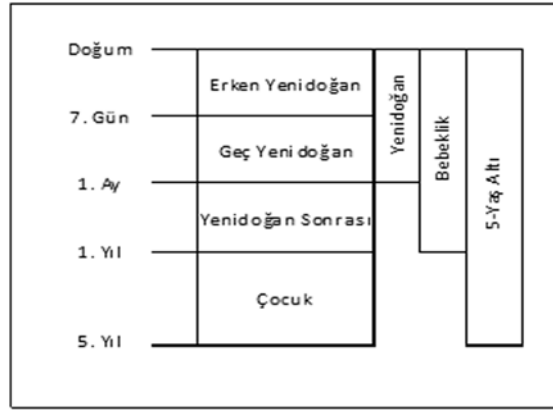 Doğum
Erken Yenidoğan
7. Gün
Geç Yenidoğan
1. Ay
Yenidoğan Sonrası
1. Yıl
Çocuk
5. Yıl
Yenidoğan
Bebeklik
5-Yaş Altı